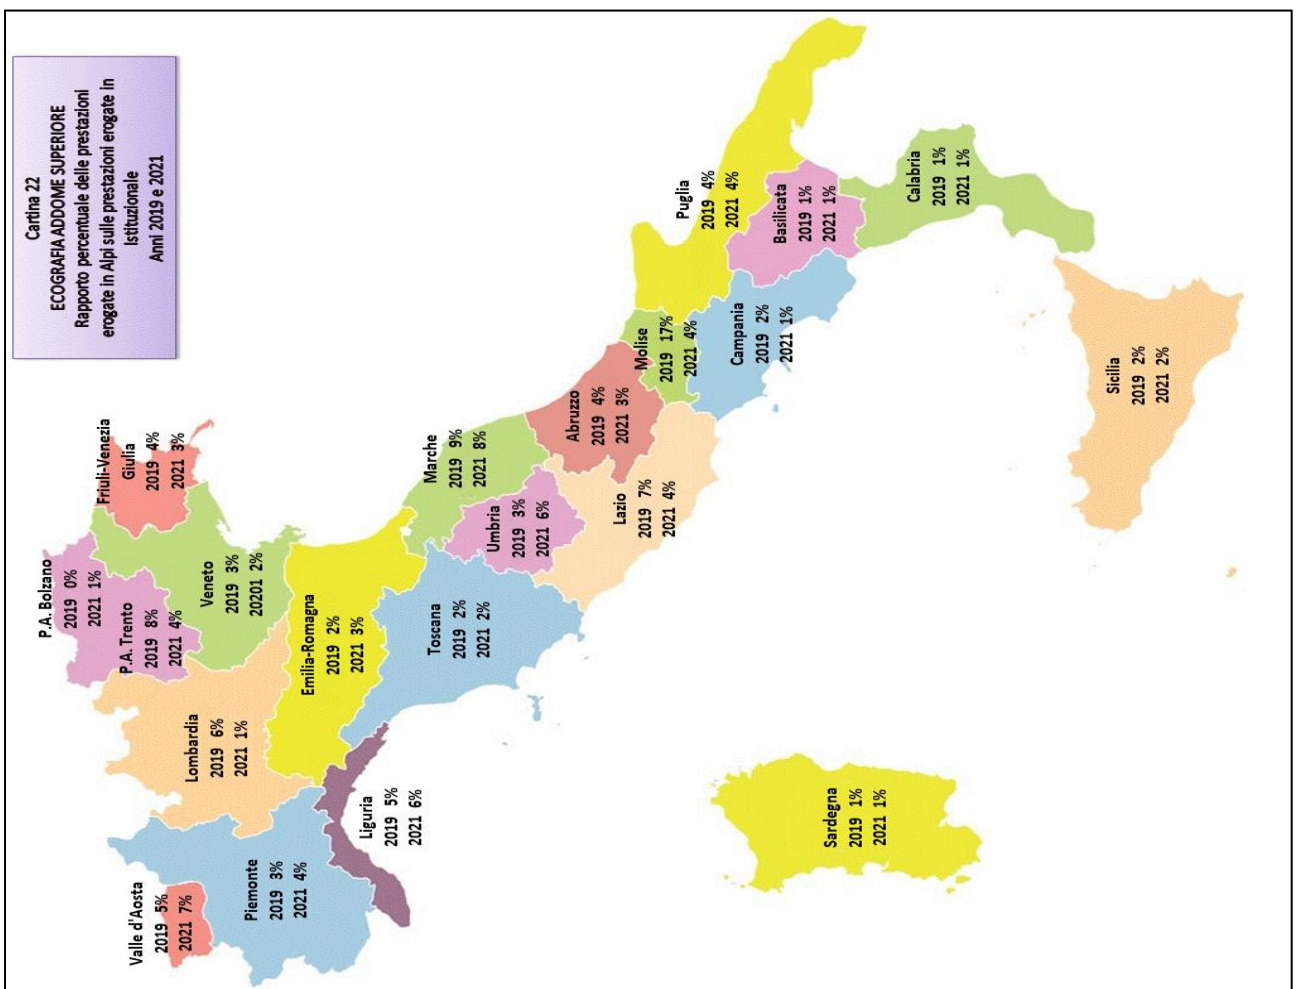 Cartina 22
ECOGRAFIA ADDOME SUPERIORE
Rapporto percentuale delle prestazioni
erogate in Alpi sulle prestazioni erogate in
Istituzionale
Anni 2019 e 2021
P.A. Bolzano
2019 0%
2021 1%
P.A. Trento
2019 8%
2021 4%
Friuli-Venezia
Giulia
2019 4%
2021 3%
Valle d'Aosta
2019 5%
2021 7%
Lombardia
2019 6%
2021 1%
Veneto
2019 3%
20201 2%
Piemonte
2019 3%
2021 4%
Emilia-Romagna
2019 2%
2021 3%
Liguria
2019 5%
2021 6%
Toscana
2019 2%
2021 2%
Marche
2019 9%
2021 8%
Umbria
2019 3%
2021 6%
Abruzzo
2019 4%
2021 3%
Lazio
2019 7%
2021 4%
Molise
2019 17%
2021 4%
Puglia
2019 4%
2021 4%
Campania
2019 2%
2021 1%
Basilicata
2019 1%
2021 1%
Sardegna
2019 1%
2021 1%
Calabria
2019 1%
2021 1%
Sicilia
2019 2%
2021 2%